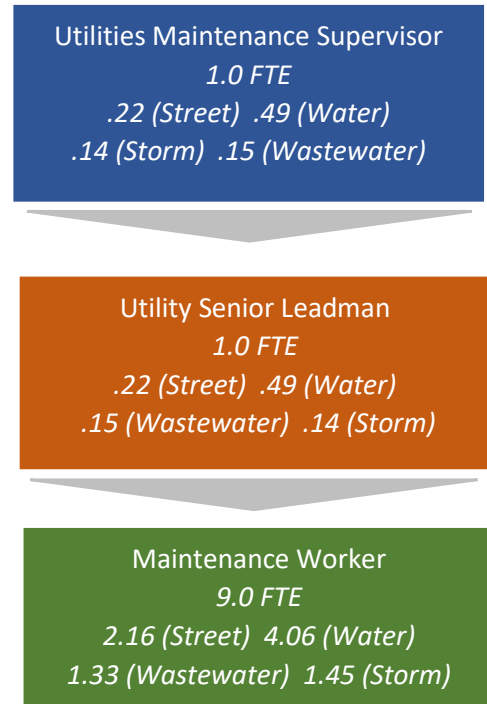 Utilities Maintenance Supervisor
1.0 FTE
.22 (Street) .49 (Water)
.14 (Storm) .15 (Wastewater)
Utility Senior Leadman
1.0 FTE
.22 (Street) .49 (Water)
.15 (Wastewater) .14 (Storm)
Maintenance Worker
9.0 FTE
2.16 (Street) 4.06 (Water)
1.33 (Wastewater) 1.45 (Storm)